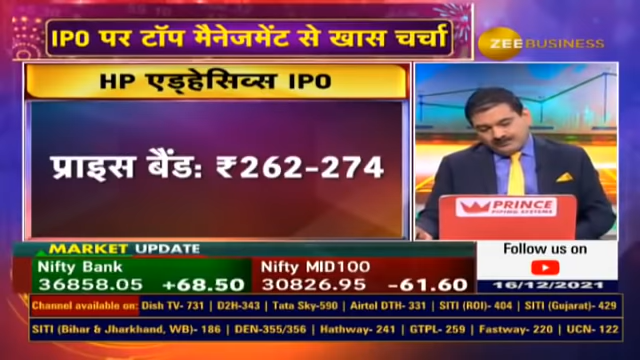 IPO पर टॉप मैनेजमेंट से खास चर्चा
ZEE BUSINESS
HP एड्हेसिव्स IPO
प्राइस बैंड: ₹262-274
PRINCE
PIPING SYSTEMS
MARKET UPDATE
Nifty Bank
36858.05 +68.50
Nifty MID100
30826.95 -61.60
Follow us on
16/12/2021
Channel available on: Dish TV- 731 | D2H-343 | Tata Sky-590 | Airtel DTH- 331 | SITI (ROI)- 404 | SITI (Gujarat)- 429
SITI (Bihar & Jharkhand, WB)- 186 | DEN-355/356 | Hathway- 241 | GTPL- 259 | Fastway- 220 | UCN- 122